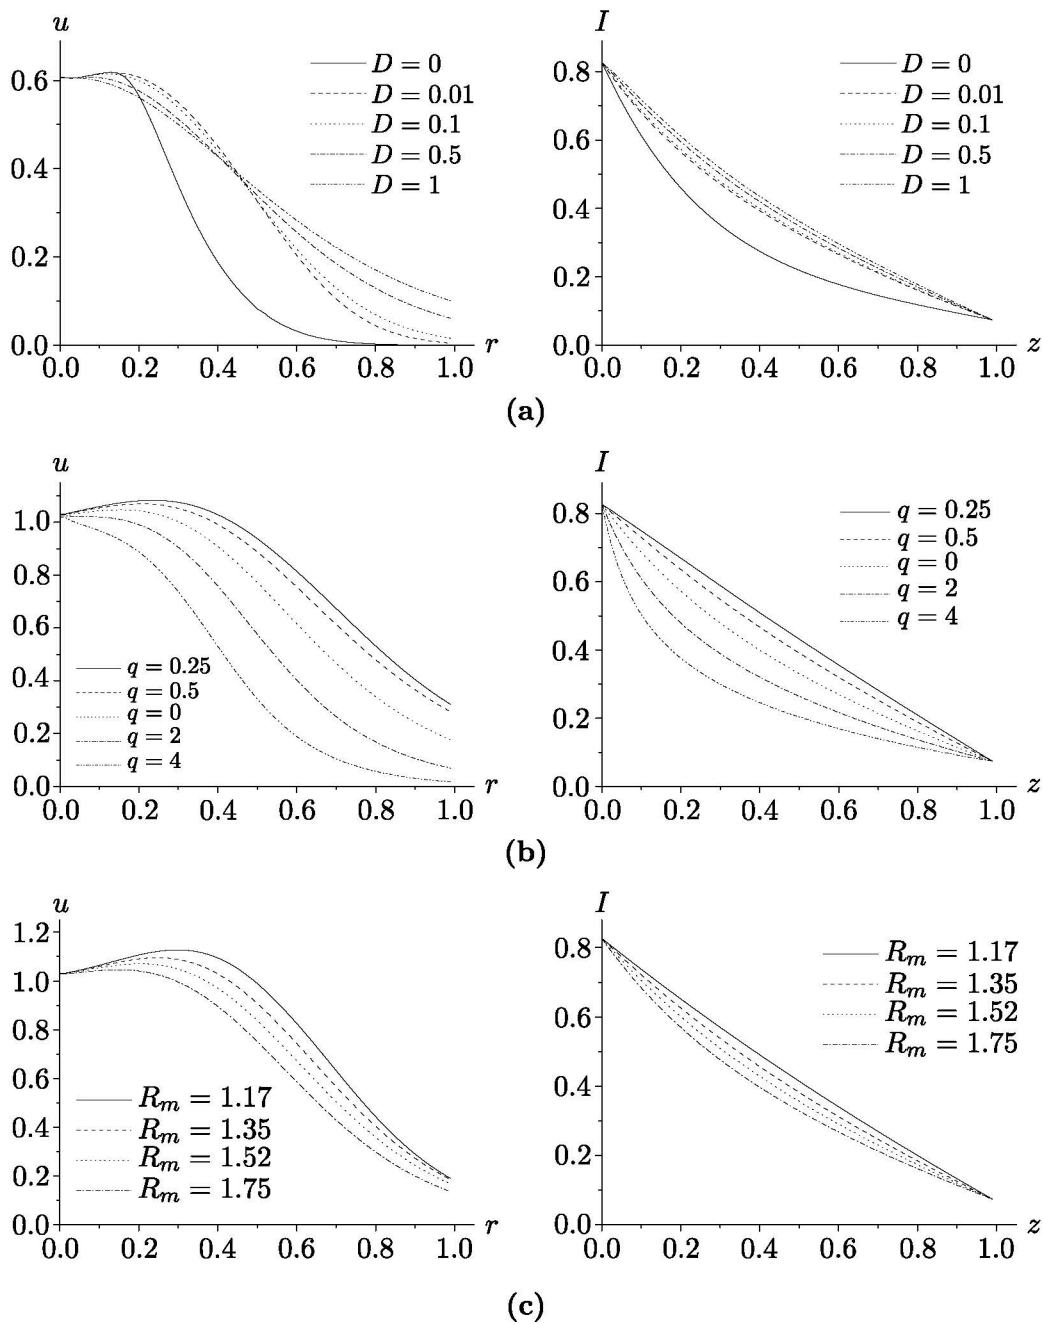 u
0.6
0.4
0.2
0.0
0.0 0.2 0.4 0.6 0.8 1.0
r
D = 0
D = 0.01
D = 0.1
D = 0.5
D = 1
I
0.8
0.6
0.4
0.2
0.0
0.0 0.2 0.4 0.6 0.8 1.0
z
D = 0
D = 0.01
D = 0.1
D = 0.5
D = 1
(a)
u
1.0
0.8
0.6
0.4
0.2
0.0
0.0 0.2 0.4 0.6 0.8 1.0
r
q = 0.25
q = 0.5
q = 0
q = 2
q = 4
I
0.8
0.6
0.4
0.2
0.0
0.0 0.2 0.4 0.6 0.8 1.0
z
q = 0.25
q = 0.5
q = 0
q = 2
q = 4
(b)
u
1.2
1.0
0.8
0.6
0.4
0.2
0.0
0.0 0.2 0.4 0.6 0.8 1.0
r
R_m = 1.17
R_m = 1.35
R_m = 1.52
R_m = 1.75
I
0.8
0.6
0.4
0.2
0.0
0.0 0.2 0.4 0.6 0.8 1.0
z
R_m = 1.17
R_m = 1.35
R_m = 1.52
R_m = 1.75
(c)